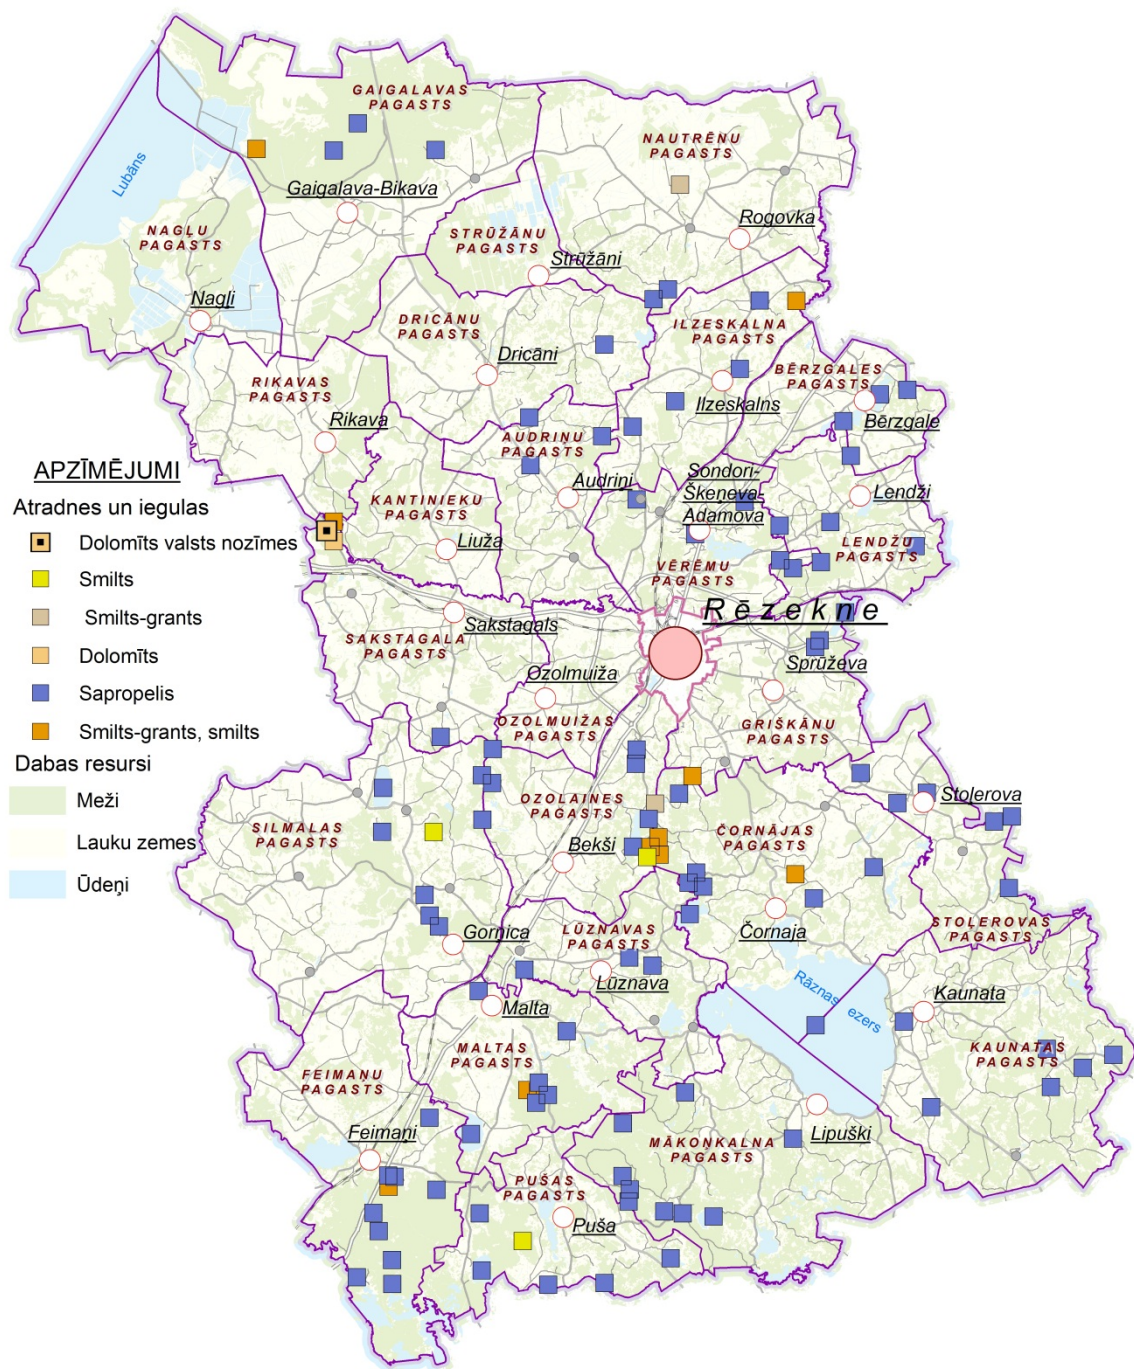 GAIGALAVAS
PAGASTS
NAUTRĒNU
PAGASTS
Lubāns
Gaigalava-Bikava
Rogovka
NAGĻU
PAGASTS
STRŪŽĀNU
PAGASTS
Strūžāni
Nagļi
DRICĀNU
PAGASTS
ILZESKALNA
PAGASTS
Dricāni
BĒRZGALES
PAGASTS
RIKAVAS
PAGASTS
Ilzeskalns
Bērzgale
Rikava
AUDRIŅU
PAGASTS
APZĪMĒJUMI
Atradnes un iegulas
Dolomīts valsts nozīmes
Smilts
Smilts-grants
Dolomīts
Sapropelis
Smilts-grants, smilts
Dabas resursi
Meži
Lauku zemes
Ūdeņi
KANTINIEKU
PAGASTS
Audriņi
Sondori-
Škeņeva-
Adamova
Lendži
Liuža
LENDŽU
PAGASTS
VĒRĒMU
PAGASTS
Rēzekne
Sakstagals
SAKSTAGALA
PAGASTS
Sprūževa
Ozolmuiža
OZOLMUIŽAS
PAGASTS
GRIŠKĀNU
PAGASTS
Stoļerova
OZOLAINES
PAGASTS
SILMALAS
PAGASTS
ČORNĀJAS
PAGASTS
Bekši
Čornaja
STOĻEROVAS
PAGASTS
Gornica
LŪZNAVAS
PAGASTS
Lūznava
Rāznas ezers
Kaunata
Malta
MALTAS
PAGASTS
KAUNATAS
PAGASTS
FEIMAŅU
PAGASTS
Feimaņi
Lipuški
MĀKOŅKALNA
PAGASTS
PUŠAS
PAGASTS
Puša